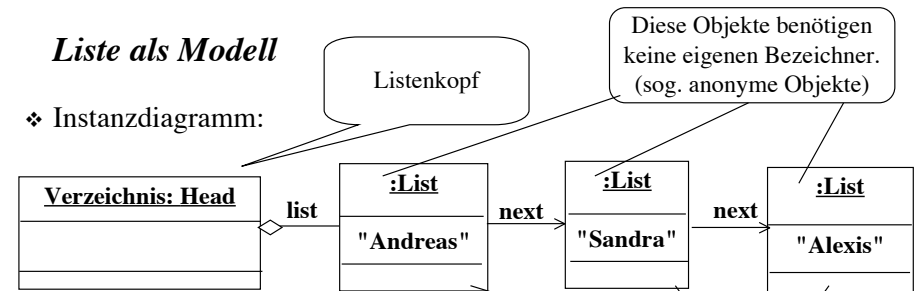 Liste als Modell
❖ Instanzdiagramm:
Listenkopf
Diese Objekte benötigen
keine eigenen Bezeichner.
(sog. anonyme Objekte)
Verzeichnis: Head
list
:List
"Andreas"
next
:List
"Sandra"
next
:List
"Alexis"